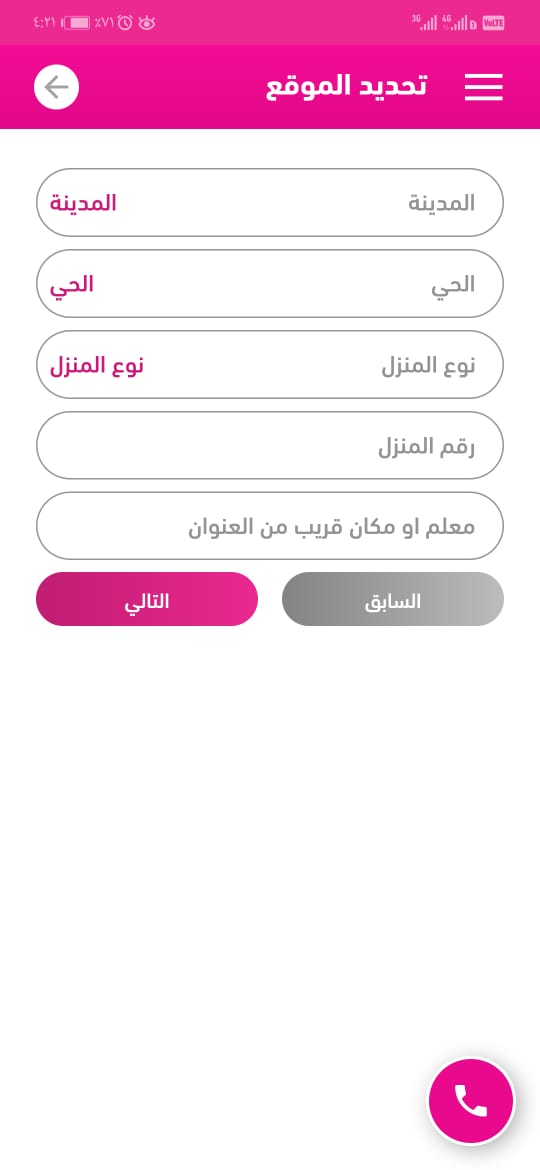 ٤:٢١ ٪٧١ 3G 4G VoLTE
تحديد الموقع
المدينة المدينة
الحي الحي
نوع المنزل نوع المنزل
رقم المنزل
معلم او مكان قريب من العنوان
السابق التالي